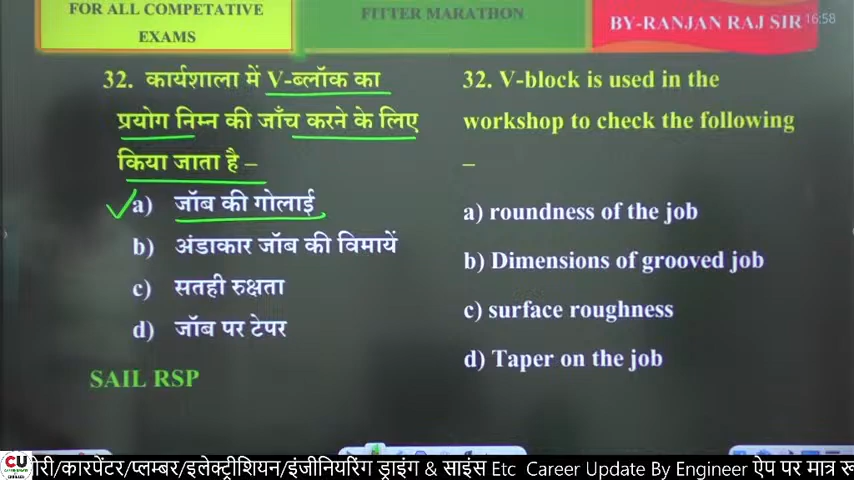 FOR ALL COMPETATIVE
EXAMS
FITTER MARATHON
BY-RANJAN RAJ SIR
16:58
32. कार्यशाला में V-ब्लॉक का
प्रयोग निम्न की जाँच करने के लिए
किया जाता है –
a) जॉब की गोलाई
b) अंडाकार जॉब की विमायें
c) सतही रुक्षता
d) जॉब पर टेपर
SAIL RSP
32. V-block is used in the
workshop to check the following
–
a) roundness of the job
b) Dimensions of grooved job
c) surface roughness
d) Taper on the job
CU
/कारपेंटर/प्लम्बर/इलेक्ट्रीशियन/इंजीनियरिंग ड्राइंग & साइंस Etc Career Update By Engineer ऐप पर मात्र